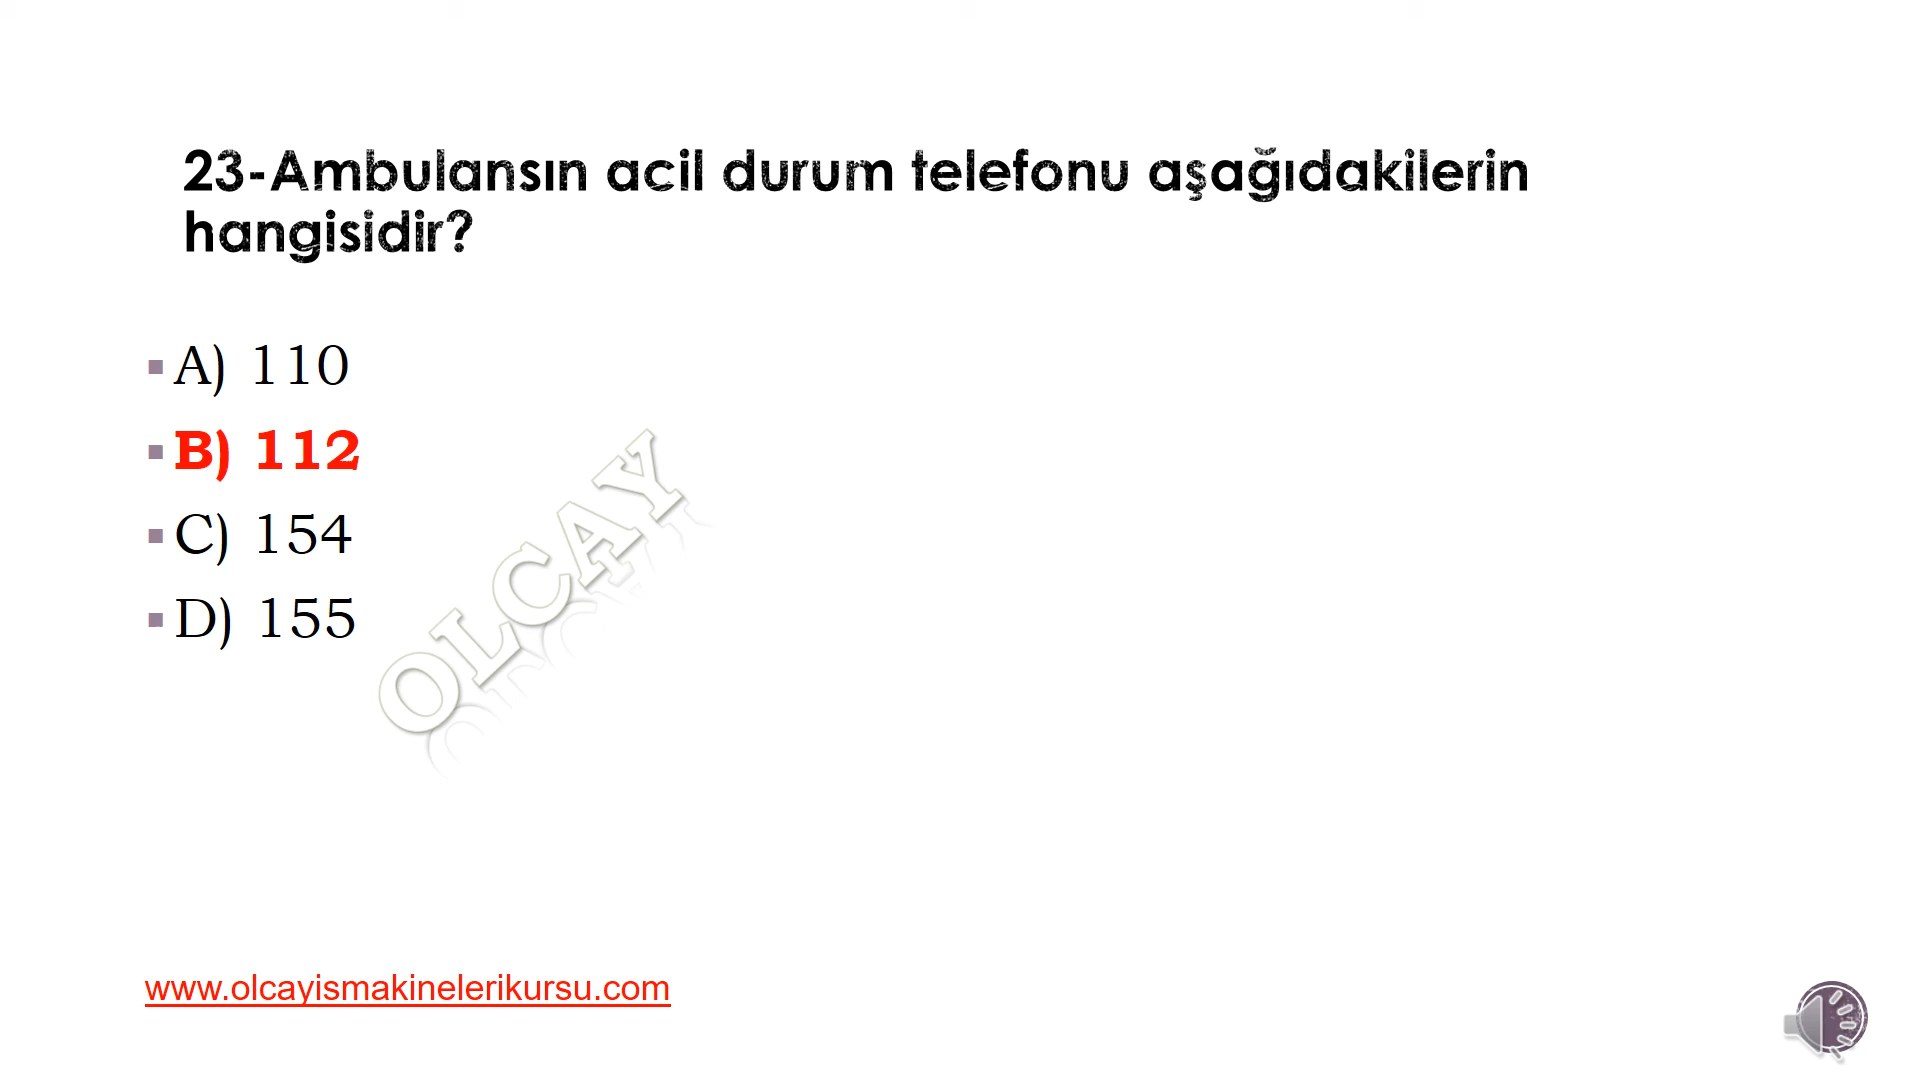 23-Ambulansın acil durum telefonu aşağıdakilerin
hangisidir?
A) 110
B) 112
C) 154
D) 155
OLCAY
www.olcayismakinelerikursu.com